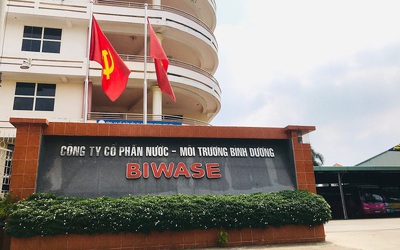 CÔNG TY CỔ PHẦN NƯỚC - MÔI TRƯỜNG BÌNH DƯƠNG
BIWASE